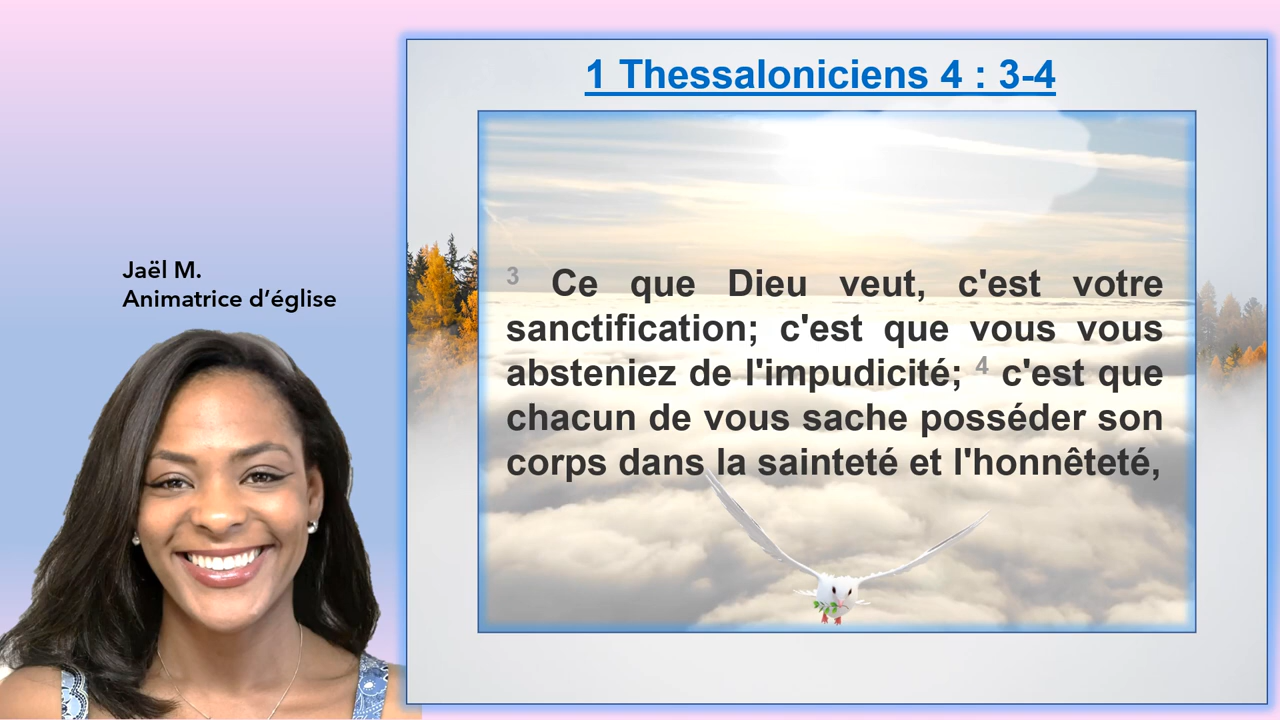 1 Thessaloniciens 4 : 3-4
Jaël M.
Animatrice d’église
3 Ce que Dieu veut, c'est votre
sanctification; c'est que vous vous
absteniez de l'impudicité; 4 c'est que
chacun de vous sache posséder son
corps dans la sainteté et l'honnêteté,